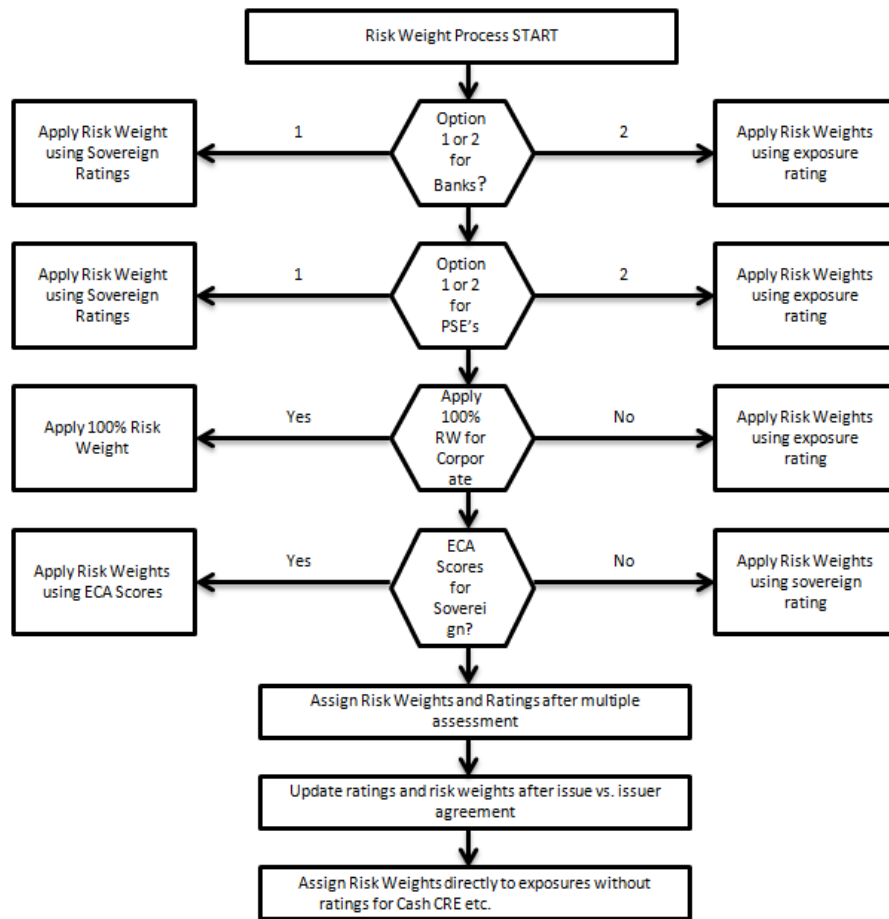 Risk Weight Process START
Apply Risk Weight
using Sovereign
Ratings
1
Option
1 or 2
for
Banks?
2
Apply Risk Weights
using exposure
rating
Apply Risk Weight
using Sovereign
Ratings
1
Option
1 or 2
for
PSE's
2
Apply Risk Weights
using exposure
rating
Apply 100% Risk
Weight
Yes
Apply
100%
RW for
Corpor
ate
No
Apply Risk Weights
using exposure
rating
Apply Risk Weights
using ECA Scores
Yes
ECA
Scores
for
Soverei
gn?
No
Apply Risk Weights
using sovereign
rating
Assign Risk Weights and Ratings after multiple
assessment
Update ratings and risk weights after issue vs. issuer
agreement
Assign Risk Weights directly to exposures without
ratings for Cash CRE etc.